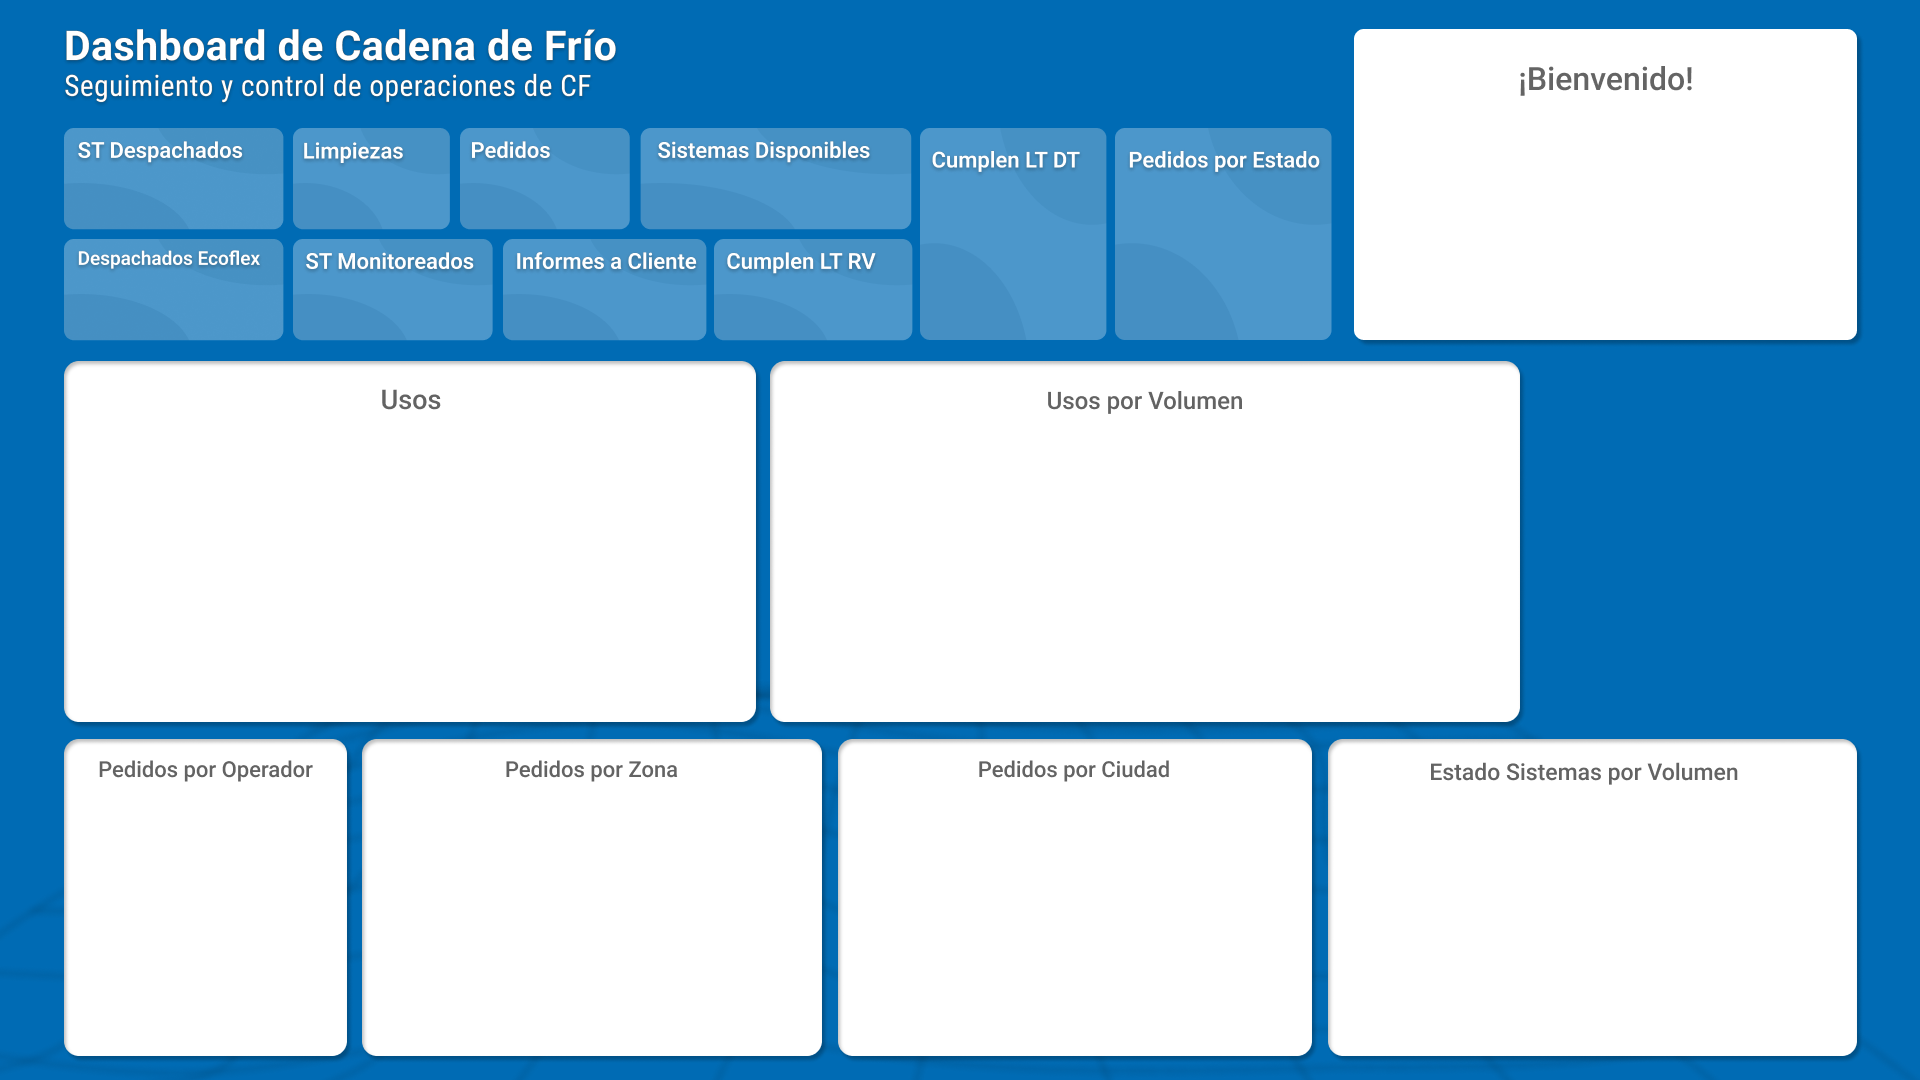 Dashboard de Cadena de Frío
Seguimiento y control de operaciones de CF
¡Bienvenido!
ST Despachados
Limpiezas
Pedidos
Sistemas Disponibles
Cumplen LT DT
Pedidos por Estado
Despachados Ecoflex
ST Monitoreados
Informes a Cliente
Cumplen LT RV
Usos
Usos por Volumen
Pedidos por Operador
Pedidos por Zona
Pedidos por Ciudad
Estado Sistemas por Volumen